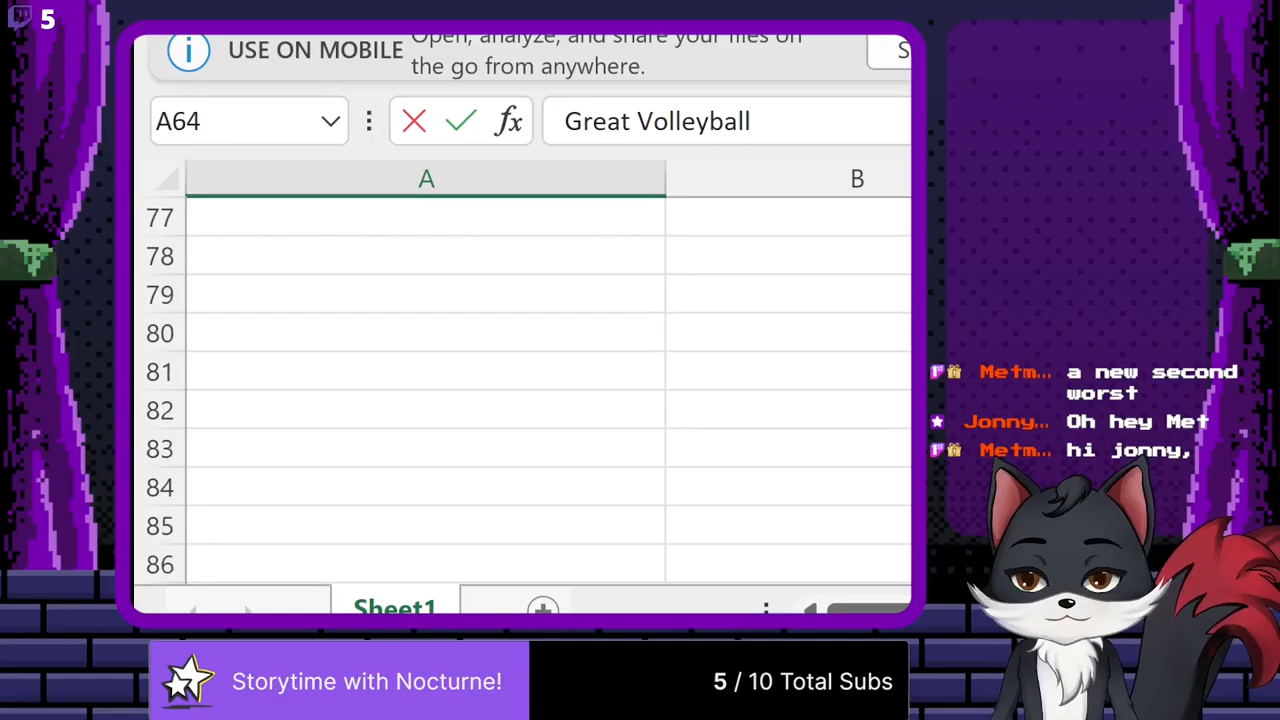 5
USE ON MOBILE Open, analyze, and share your files on
the go from anywhere. S
A64 fx Great Volleyball
A B
77
78
79
80
81
82
83
84
85
86
Sheet1
Metm... a new second
worst
Jonny... Oh hey Met
Metm... hi jonny,
Storytime with Nocturne! 5 / 10 Total Subs